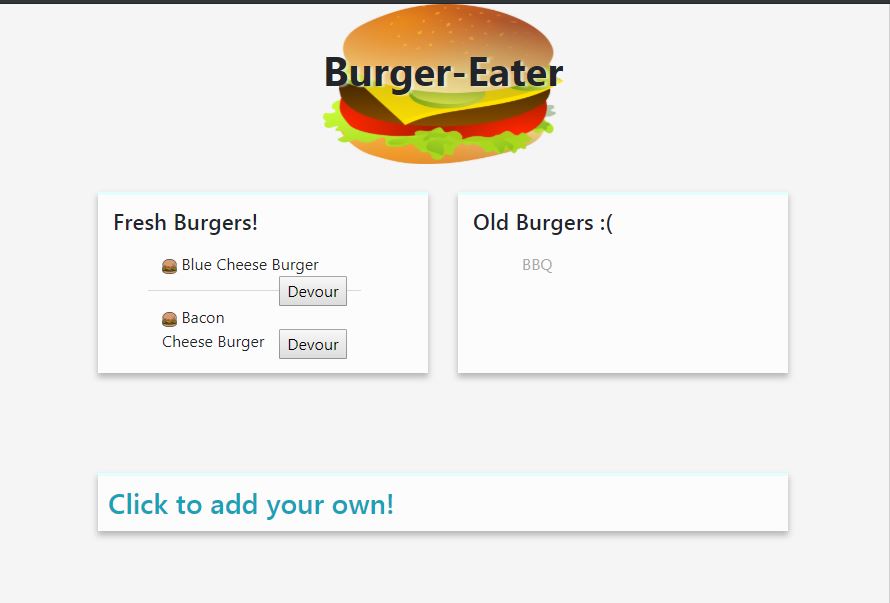 Burger-Eater
Fresh Burgers!
Blue Cheese Burger
Devour
Bacon
Cheese Burger
Devour
Old Burgers :(
BBQ
Click to add your own!